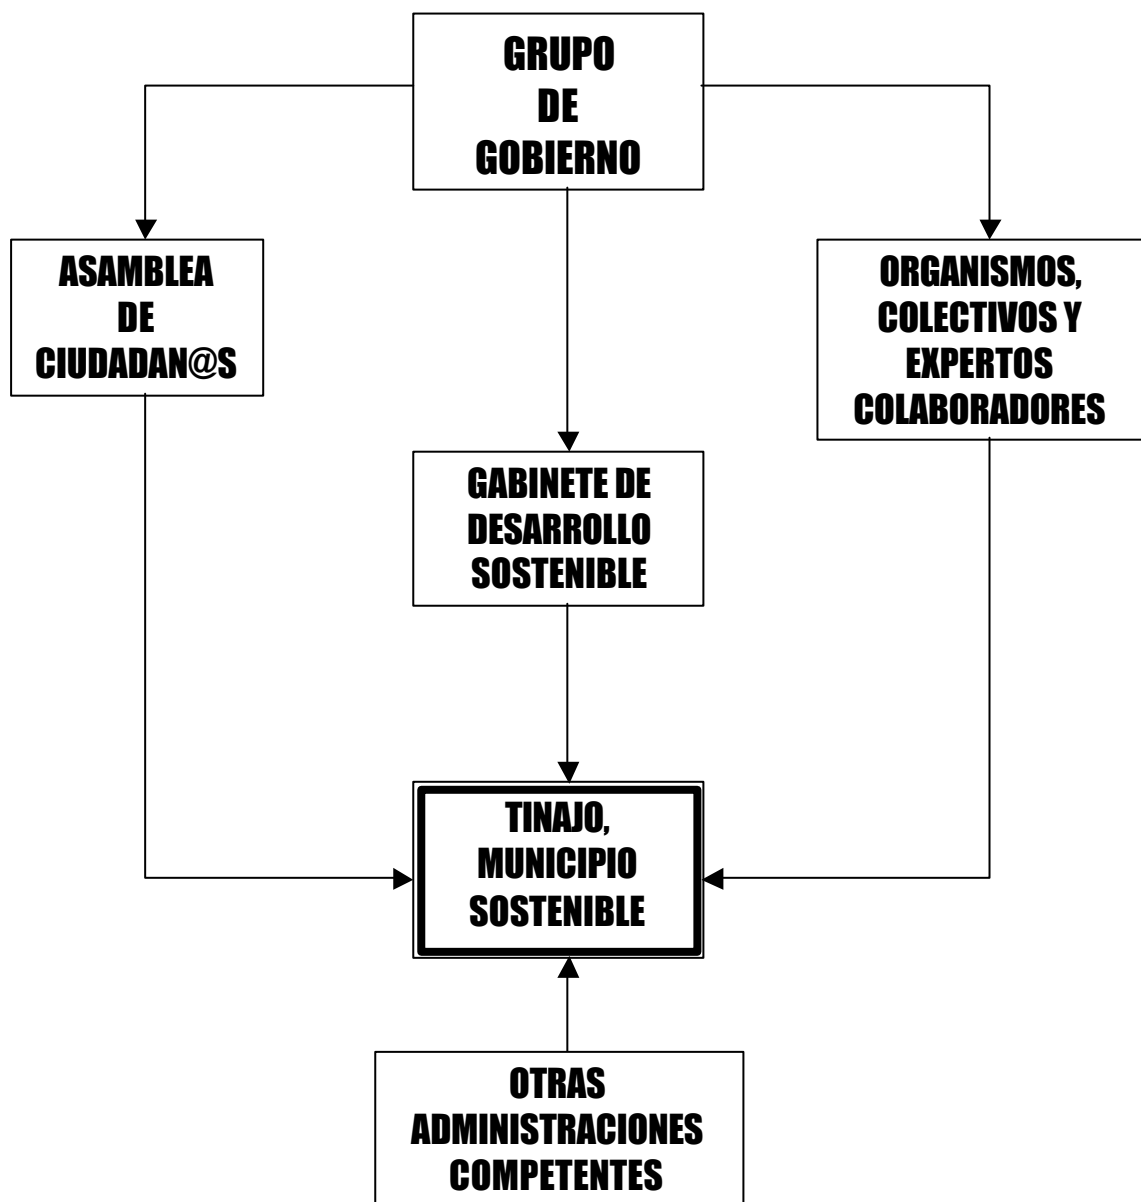 GRUPO
DE
GOBIERNO
ASAMBLEA
DE
CIUDADAN@S
ORGANISMOS,
COLECTIVOS Y
EXPERTOS
COLABORADORES
GABINETE DE
DESARROLLO
SOSTENIBLE
TINAJO,
MUNICIPIO
SOSTENIBLE
OTRAS
ADMINISTRACIONES
COMPETENTES